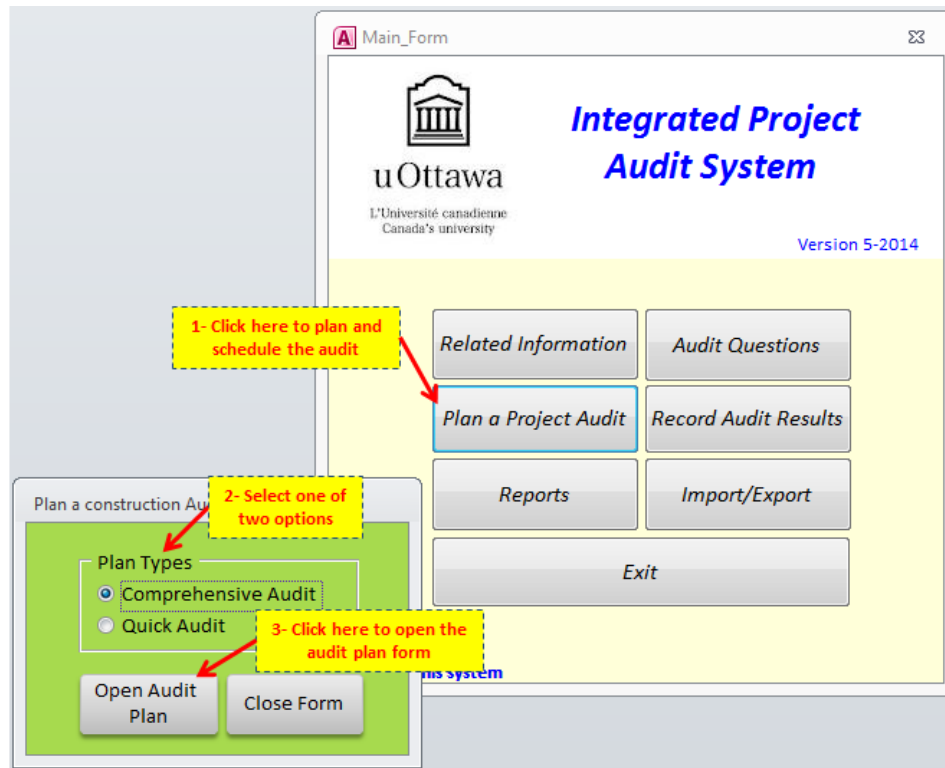 Main_Form
uOttawa
L'Université canadienne
Canada's university
Integrated Project
Audit System
Version 5-2014
1- Click here to plan and
schedule the audit
Related Information
Audit Questions
Plan a Project Audit
Record Audit Results
Reports
Import/Export
Exit
Plan a construction
2- Select one of
two options
Plan Types
Comprehensive Audit
Quick Audit
3- Click here to open the
audit plan form
Open Audit
Plan
Close Form
system